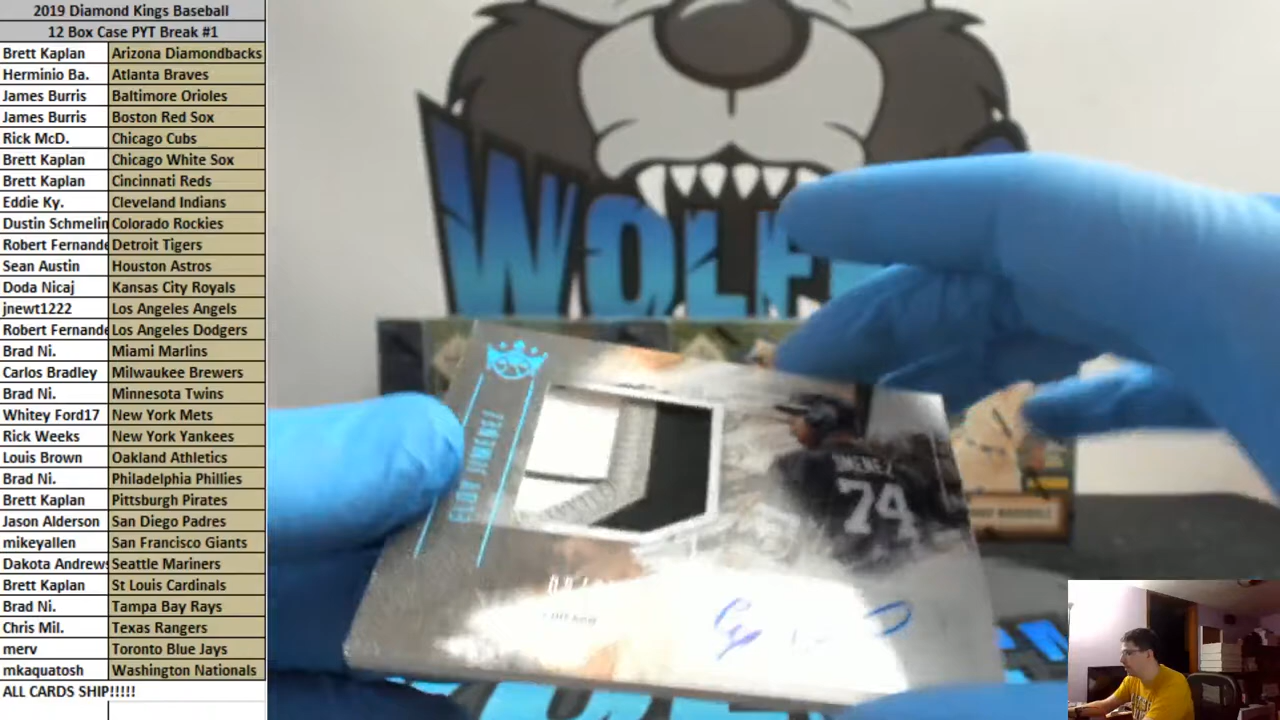 2019 Diamond Kings Baseball
12 Box Case PYT Break #1
Brett Kaplan Arizona Diamondbacks
Herminio Ba. Atlanta Braves
James Burris Baltimore Orioles
James Burris Boston Red Sox
Rick McD. Chicago Cubs
Brett Kaplan Chicago White Sox
Brett Kaplan Cincinnati Reds
Eddie Ky. Cleveland Indians
Dustin Schmelin Colorado Rockies
Robert Fernande Detroit Tigers
Sean Austin Houston Astros
Doda Nicaj Kansas City Royals
jnewt1222 Los Angeles Angels
Robert Fernande Los Angeles Dodgers
Brad Ni. Miami Marlins
Carlos Bradley Milwaukee Brewers
Brad Ni. Minnesota Twins
Whitey Ford17 New York Mets
Rick Weeks New York Yankees
Louis Brown Oakland Athletics
Brad Ni. Philadelphia Phillies
Brett Kaplan Pittsburgh Pirates
Jason Alderson San Diego Padres
mikeyallen San Francisco Giants
Dakota Andrews Seattle Mariners
Brett Kaplan St Louis Cardinals
Brad Ni. Tampa Bay Rays
Chris Mil. Texas Rangers
merv Toronto Blue Jays
mkaquatosh Washington Nationals
ALL CARDS SHIP!!!!!
WOLF
ELOY JIMENEZ
JIMENEZ
74